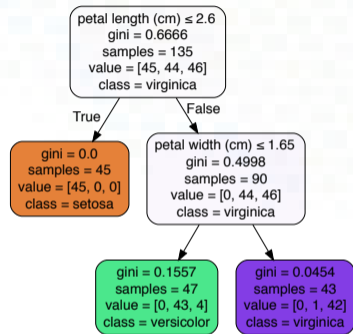 petal length (cm) ≤ 2.6
gini = 0.6666
samples = 135
value = [45, 44, 46]
class = virginica
True
False
gini = 0.0
samples = 45
value = [45, 0, 0]
class = setosa
petal width (cm) ≤ 1.65
gini = 0.4998
samples = 90
value = [0, 44, 46]
class = virginica
gini = 0.1557
samples = 47
value = [0, 43, 4]
class = versicolor
gini = 0.0454
samples = 43
value = [0, 1, 42]
class = virginica